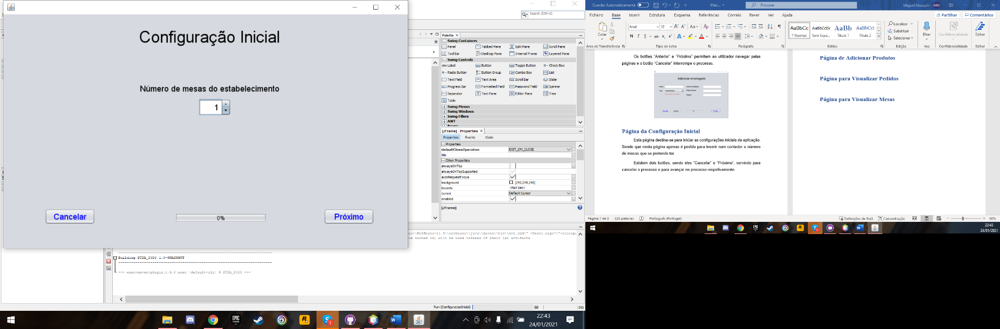 Configuração Inicial
Número de mesas do estabelecimento
1
Cancelar
0%
Próximo
Search (Ctrl+I)
Palette
Swing Containers
Panel
Tabbed Pane
Split Pane
Scroll Pane
Tool Bar
Desktop Pane
Internal Frame
Layered Pane
Swing Controls
Label
Button
Toggle Button
Check Box
Radio Button
Button Group
Combo Box
List
Text Field
Text Area
Scroll Bar
Slider
Progress Bar
Formatted Field
Password Field
Spinner
Separator
Text Pane
Editor Pane
Tree
Table
Swing Menus
Swing Windows
Swing Fillers
AWT
[JFrame] - Properties
Properties
Events
Code
Properties
defaultCloseOperation
EXIT_ON_CLOSE
title
Other Properties
alwaysOnTop
alwaysOnTopSupported
autoRequestFocus
background
[240,240,240]
bounds
<Not Set>
cursor
Default Cursor
enabled
[JFrame]
es\\NetBeans-11.3\\netbeans\\java\\maven\\bin\\mvn.cmd\" -Dexec.args=\"-classpe
ve turned on) will be used instead of their jar artifacts.
------------------------------------------------------------------------
Building PTDA_2020 1.0-SNAPSHOT
------------------------------------------------------------------------
--- exec-maven-plugin:1.5.0:exec (default-cli) @ PTDA_2020 ---
Run (ConfiguracaoInicial)
INS
EPIC GAMES
22:43
24/01/2021
Guardar Automaticamente
Man...
Procurar
Miguel Marques
MM
Ficheiro
Base
Inserir
Estrutura
Esquema
Referências
Correio
Rever
Ver
Ajuda
Partilhar
Comentários
Colar
Arial
12
Aa
N I S ab x₂ x²
AaBbCc
¶ Normal
AaBbCcDc
Sem Espa...
AaBb
Título 1
AaBbCcI
Título 2
Localizar
Substituir
Selecionar
Ditar
Confidencialidade
Editor
Área de Transferência
Tipo de Letra
Parágrafo
Estilos
Edição
Voz
Confidencialidade
Editor
Os botões "Anterior" e "Próximo" permitem ao utilizador navegar pelas
páginas e o botão "Cancelar" interrompe o processo.
Adicionar empregado
Página da Configuração Inicial
Esta página destina-se para iniciar as configurações iniciais da aplicação.
Sendo que nesta página apenas é pedido para inserir num contador o número
de mesas que se pretende ter.
Existem dois botões, sendo eles "Cancelar" e "Próximo", servindo para
cancelar o processo e para avançar no processo respetivamente.
Página de Adicionar Produtos
Página para Visualizar Pedidos
Página para Visualizar Mesas
Página 7 de 8
626 palavras
Português (Portugal)
Definições de Ecrã
Concentração
80%
22:43
24/01/2021